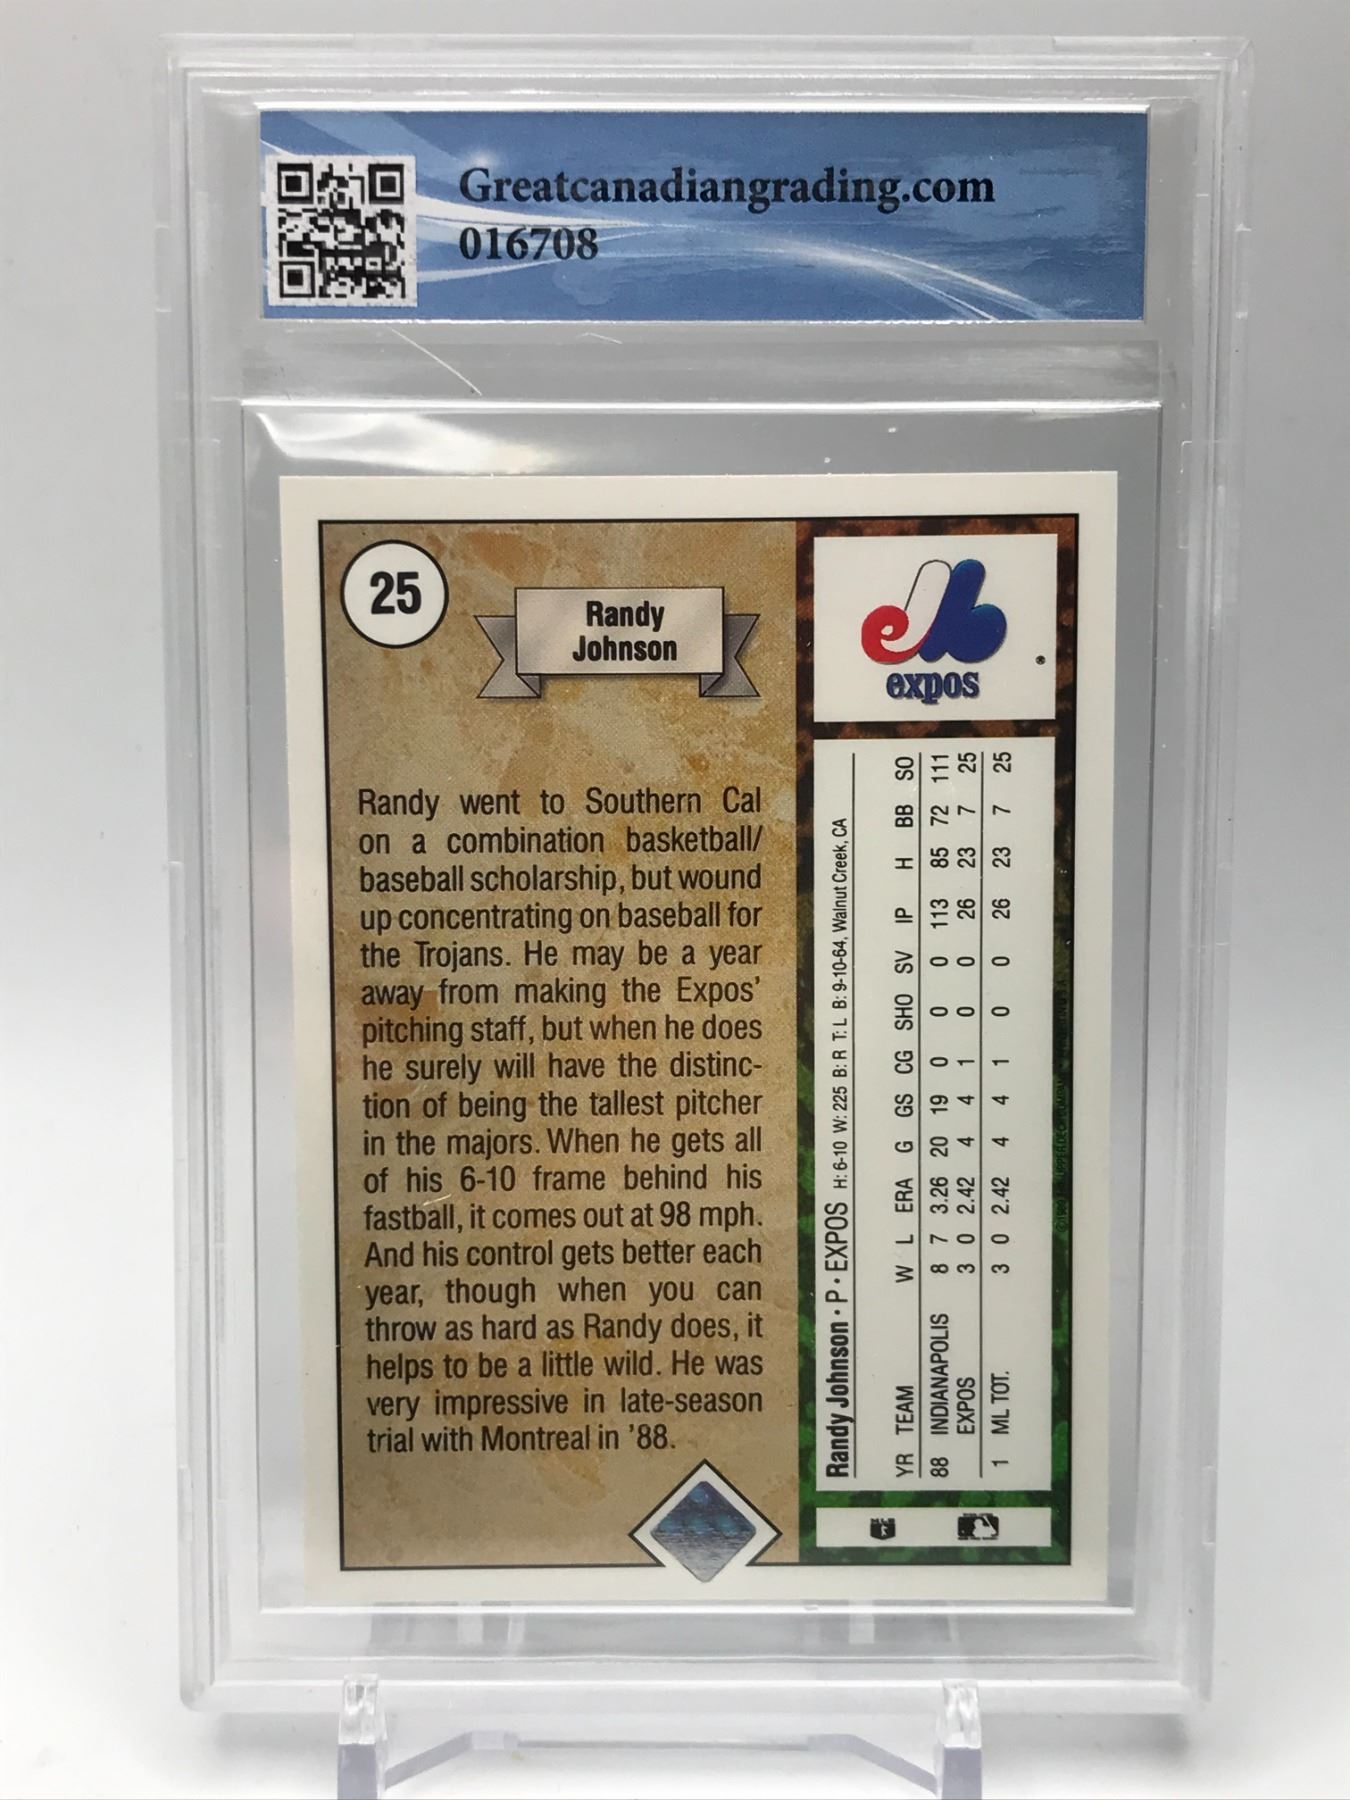 Greatcanadiangrading.com
016708
25
Randy
Johnson
expos
Randy went to Southern Cal
on a combination basketball/
baseball scholarship, but wound
up concentrating on baseball for
the Trojans. He may be a year
away from making the Expos'
pitching staff, but when he does
he surely will have the distinc-
tion of being the tallest pitcher
in the majors. When he gets all
of his 6-10 frame behind his
fastball, it comes out at 98 mph.
And his control gets better each
year, though when you can
throw as hard as Randy does, it
helps to be a little wild. He was
very impressive in late-season
trial with Montreal in '88.
Randy Johnson • P • EXPOS H: 6-10 W: 225 B: R T: L B: 9-10-64, Walnut Creek, CA
YR TEAM W L ERA G GS CG SHO SV IP H BB SO
88 INDIANAPOLIS 8 7 3.26 20 19 0 0 0 113 85 72 111
EXPOS 3 0 2.42 4 4 1 0 0 26 23 7 25
1 ML TOT. 3 0 2.42 4 4 1 0 0 26 23 7 25